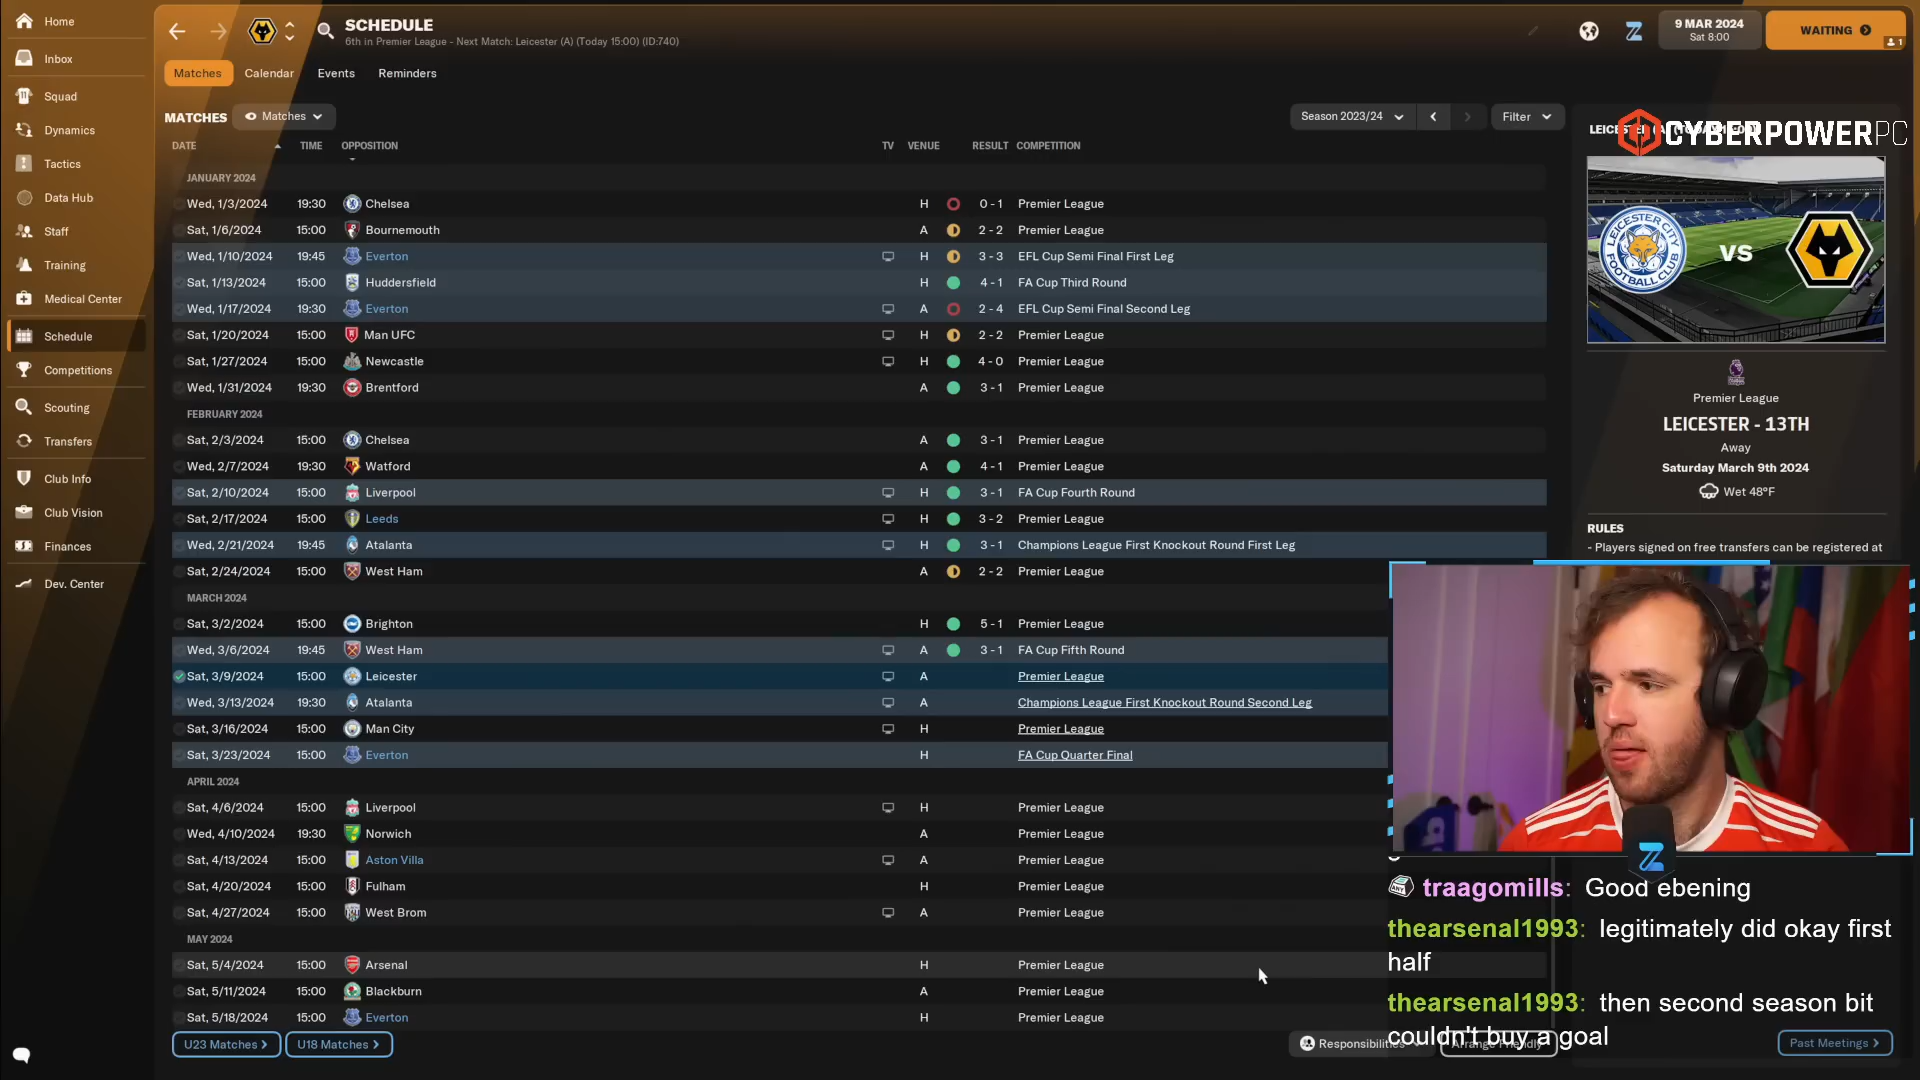 Home
Inbox
Squad
Dynamics
Tactics
Data Hub
Staff
Training
Medical Center
Schedule
Competitions
Scouting
Transfers
Club Info
Club Vision
Finances
Dev. Center
SCHEDULE
6th in Premier League - Next Match: Leicester (A) (Today 15:00) (ID:740)
9 MAR 2024
Sat 8:00
WAITING
1
Matches Calendar Events Reminders
MATCHES Matches
Season 2023/24 Filter
DATE TIME OPPOSITION TV VENUE RESULT COMPETITION
JANUARY 2024
Wed, 1/3/2024 19:30 Chelsea H 0 - 1 Premier League
Sat, 1/6/2024 15:00 Bournemouth A 2 - 2 Premier League
Wed, 1/10/2024 19:45 Everton H 3 - 3 EFL Cup Semi Final First Leg
Sat, 1/13/2024 15:00 Huddersfield H 4 - 1 FA Cup Third Round
Wed, 1/17/2024 19:30 Everton A 2 - 4 EFL Cup Semi Final Second Leg
Sat, 1/20/2024 15:00 Man UFC H 2 - 2 Premier League
Sat, 1/27/2024 15:00 Newcastle H 4 - 0 Premier League
Wed, 1/31/2024 19:30 Brentford A 3 - 1 Premier League
FEBRUARY 2024
Sat, 2/3/2024 15:00 Chelsea A 3 - 1 Premier League
Wed, 2/7/2024 19:30 Watford A 4 - 1 Premier League
Sat, 2/10/2024 15:00 Liverpool H 3 - 1 FA Cup Fourth Round
Sat, 2/17/2024 15:00 Leeds H 3 - 2 Premier League
Wed, 2/21/2024 19:45 Atalanta H 3 - 1 Champions League First Knockout Round First Leg
Sat, 2/24/2024 15:00 West Ham A 2 - 2 Premier League
MARCH 2024
Sat, 3/2/2024 15:00 Brighton H 5 - 1 Premier League
Wed, 3/6/2024 19:45 West Ham A 3 - 1 FA Cup Fifth Round
Sat, 3/9/2024 15:00 Leicester A Premier League
Wed, 3/13/2024 19:30 Atalanta A Champions League First Knockout Round Second Leg
Sat, 3/16/2024 15:00 Man City H Premier League
Sat, 3/23/2024 15:00 Everton H FA Cup Quarter Final
APRIL 2024
Sat, 4/6/2024 15:00 Liverpool H Premier League
Wed, 4/10/2024 19:30 Norwich A Premier League
Sat, 4/13/2024 15:00 Aston Villa A Premier League
Sat, 4/20/2024 15:00 Fulham H Premier League
Sat, 4/27/2024 15:00 West Brom A Premier League
MAY 2024
Sat, 5/4/2024 15:00 Arsenal H Premier League
Sat, 5/11/2024 15:00 Blackburn A Premier League
Sat, 5/18/2024 15:00 Everton H Premier League
U23 Matches U18 Matches
Responsibilities Arrange Friendly
Past Meetings
CYBERPOWERPC
LEICESTER CITY
FOOTBALL CLUB
VS
Premier League
LEICESTER - 13TH
Away
Saturday March 9th 2024
Wet 48°F
RULES
- Players signed on free transfers can be registered at
traagomills: Good ebening
thearsenal1993: legitimately did okay first
half
thearsenal1993: then second season bit
couldn't buy a goal